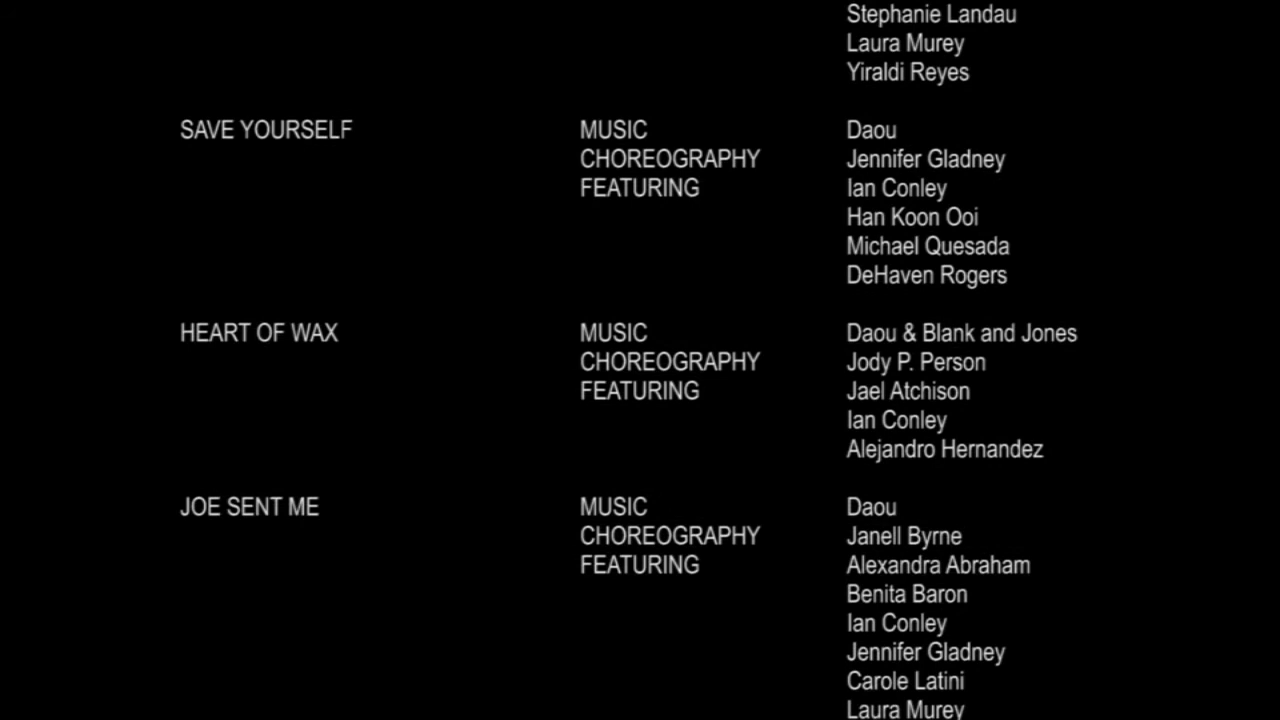 Stephanie Landau
Laura Murey
Yiraldi Reyes
SAVE YOURSELF MUSIC Daou
CHOREOGRAPHY Jennifer Gladney
FEATURING Ian Conley
Han Koon Ooi
Michael Quesada
DeHaven Rogers
HEART OF WAX MUSIC Daou & Blank and Jones
CHOREOGRAPHY Jody P. Person
FEATURING Jael Atchison
Ian Conley
Alejandro Hernandez
JOE SENT ME MUSIC Daou
CHOREOGRAPHY Janell Byrne
FEATURING Alexandra Abraham
Benita Baron
Ian Conley
Jennifer Gladney
Carole Latini
Laura Murey